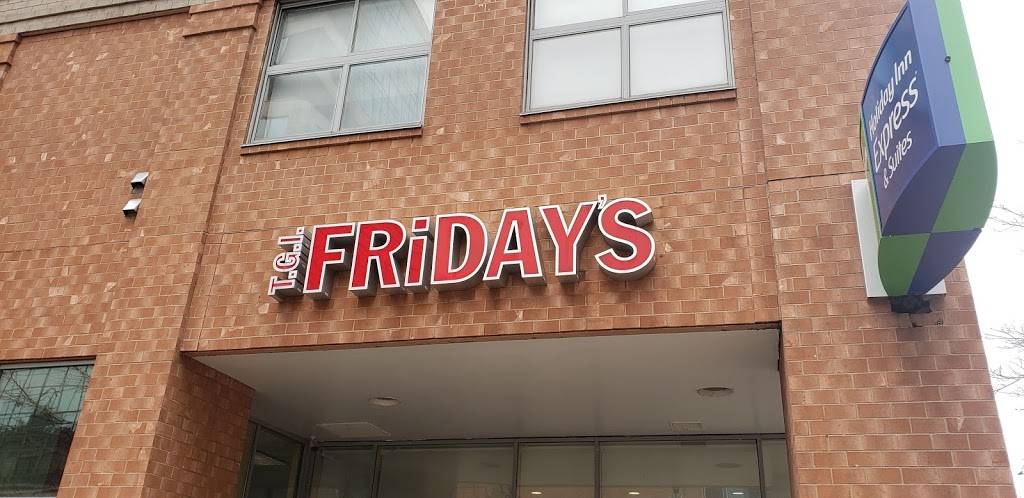 T.G.I. FRiDAY'S
Holiday Inn
Express
& Suites